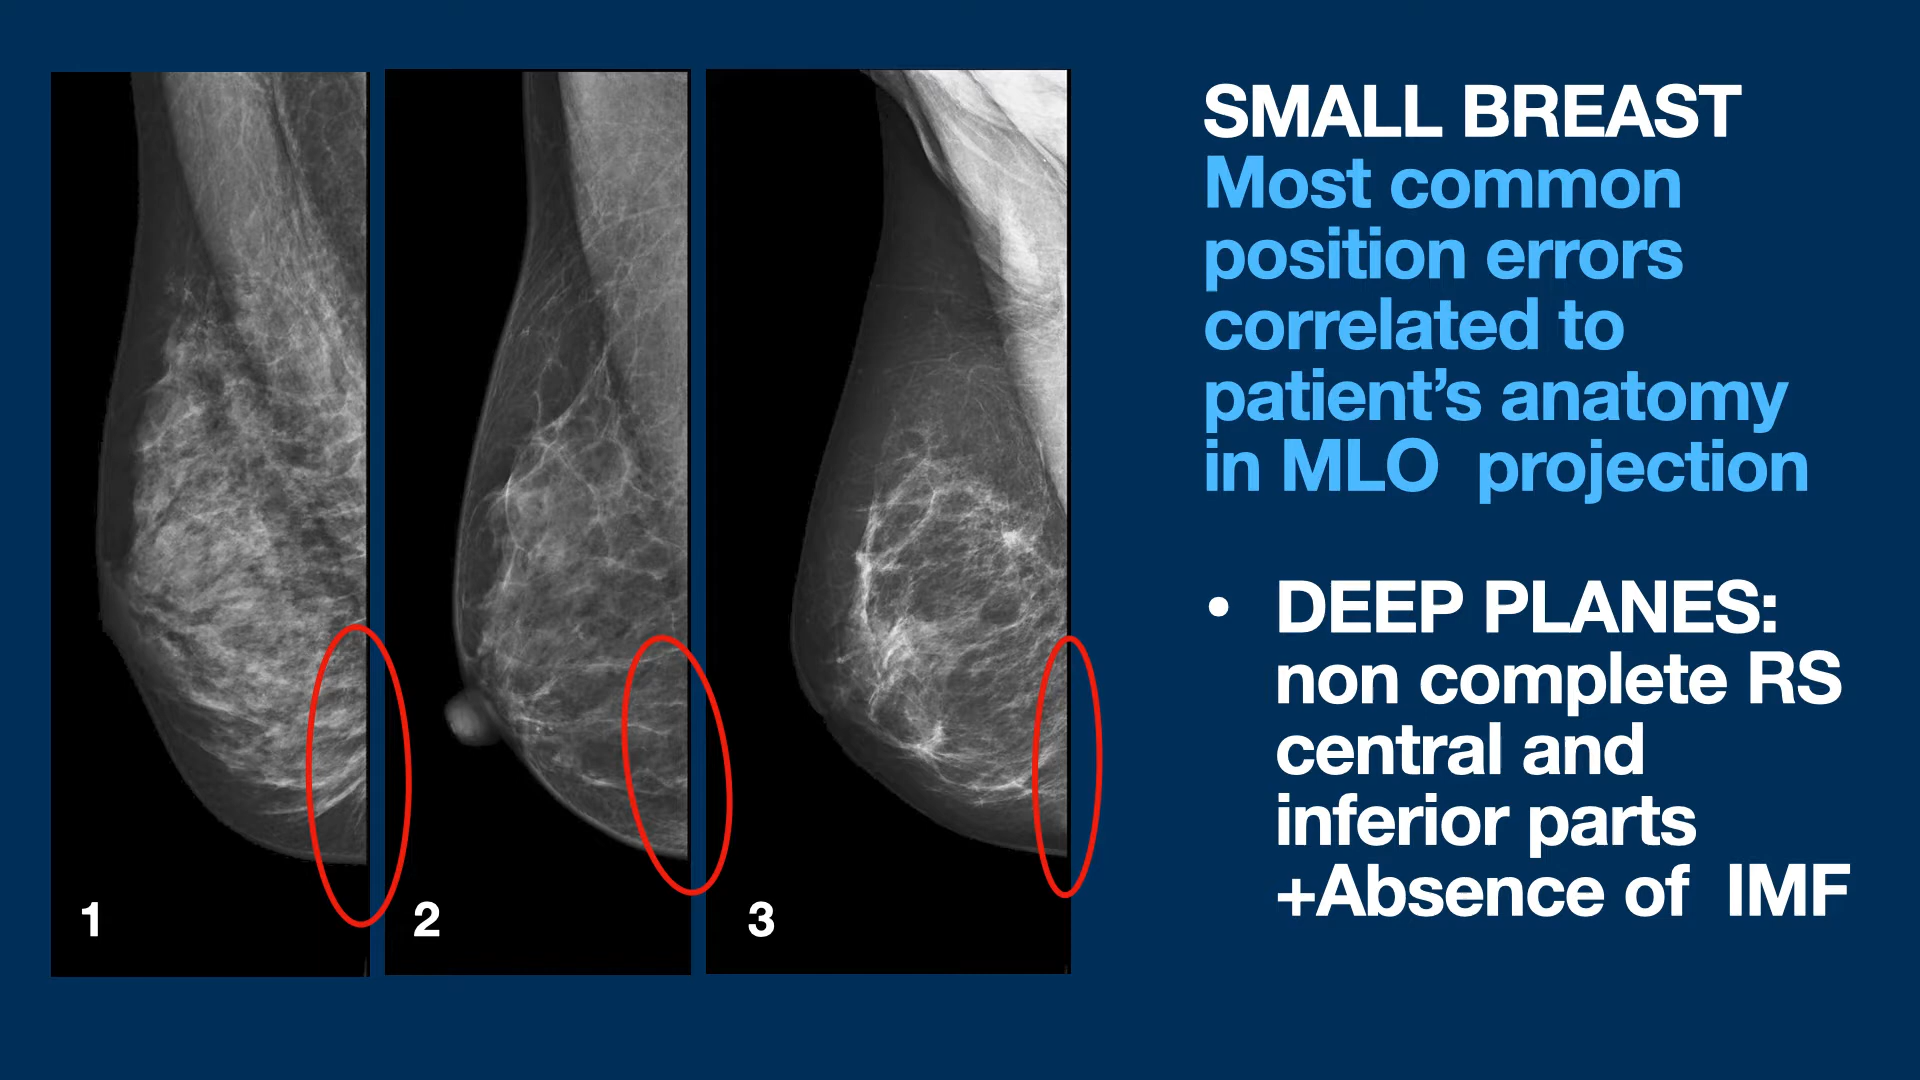 SMALL BREAST
Most common
position errors
correlated to
patient’s anatomy
in MLO  projection
• DEEP PLANES:
non complete RS
central and
inferior parts
+Absence of  IMF
1
2
3